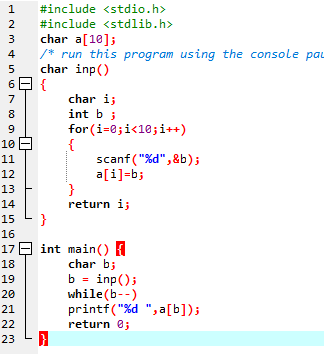 1 #include <stdio.h>
2 #include <stdlib.h>
3 char a[10];
4 /* run this program using the console pau
5 char inp()
6 {
7 char i;
8 int b ;
9 for(i=0;i<10;i++)
10 {
11 scanf("%d",&b);
12 a[i]=b;
13 }
14 return i;
15 }
16
17 int main() {
18 char b;
19 b = inp();
20 while(b--)
21 printf("%d ",a[b]);
22 return 0;
23 }